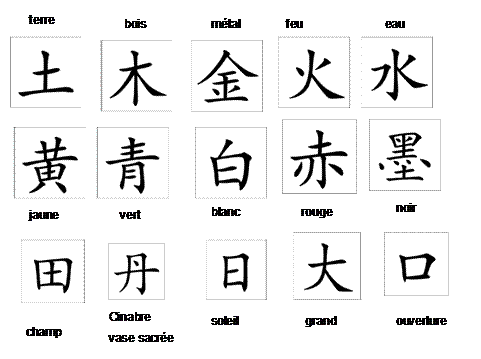 terre bois métal feu eau
土 木 金 火 水
黄 青 白 赤 墨
jaune vert blanc rouge noir
田 丹 日 大 口
champ Cinabre vase sacrée soleil grand ouverture